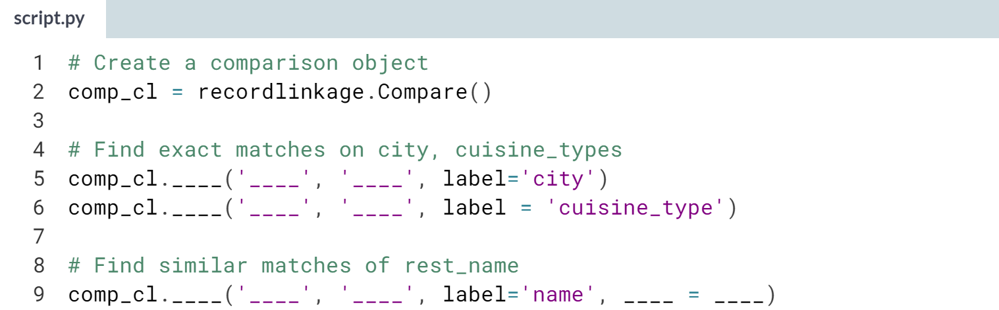 script.py
1 # Create a comparison object
2 comp_cl = recordlinkage.Compare()
3
4 # Find exact matches on city, cuisine_types
5 comp_cl.____('____', '____', label='city')
6 comp_cl.____('____', '____', label = 'cuisine_type')
7
8 # Find similar matches of rest_name
9 comp_cl.____('____', '____', label='name', ____ = ____)